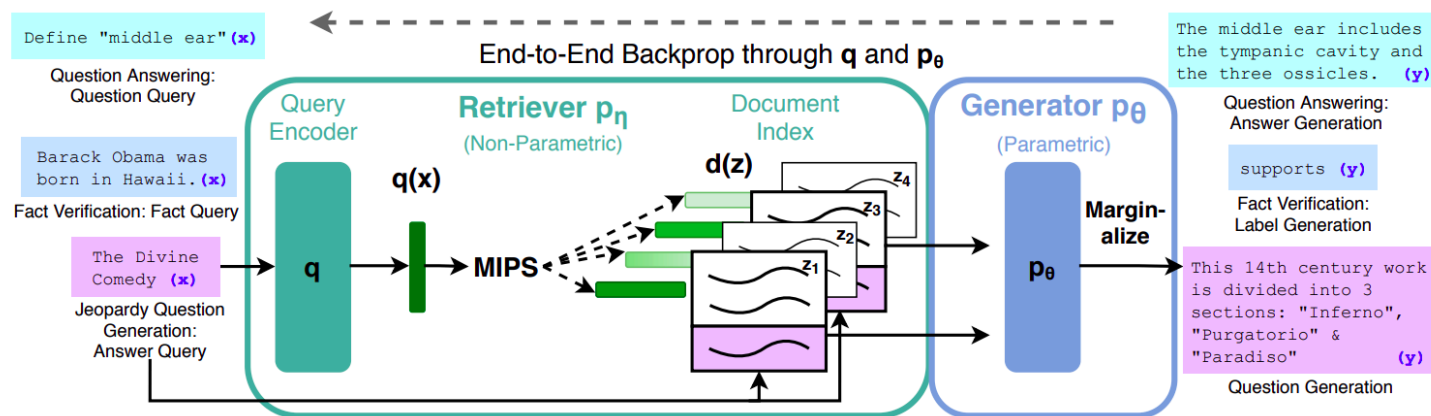 Define "middle ear"(x)
Question Answering:
Question Query
Barack Obama was
born in Hawaii.(x)
Fact Verification: Fact Query
The Divine
Comedy (x)
Jeopardy Question
Generation:
Answer Query
End-to-End Backprop through q and pθ
Query
Encoder
q
q(x)
Retriever pη
(Non-Parametric)
MIPS
d(z)
Document
Index
z4
z3
z2
z1
Generator pθ
(Parametric)
pθ
Margin-
alize
The middle ear includes
the tympanic cavity and
the three ossicles. (y)
Question Answering:
Answer Generation
supports (y)
Fact Verification:
Label Generation
This 14th century work
is divided into 3
sections: "Inferno",
"Purgatorio" &
"Paradiso" (y)
Question Generation